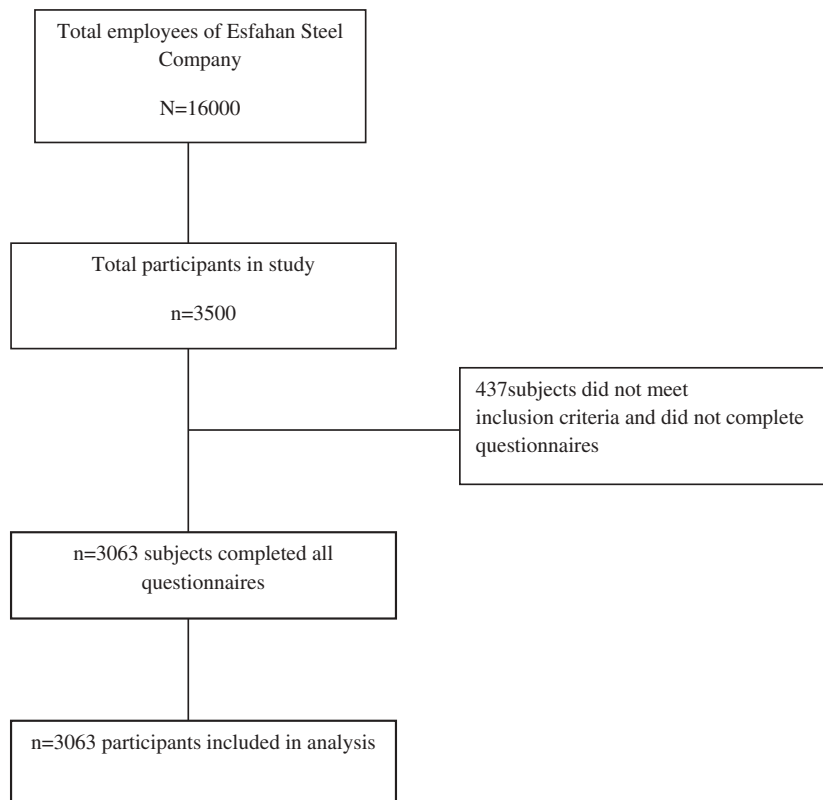 Total employees of Esfahan Steel
Company
N=16000
Total participants in study
n=3500
437subjects did not meet
inclusion criteria and did not complete
questionnaires
n=3063 subjects completed all
questionnaires
n=3063 participants included in analysis